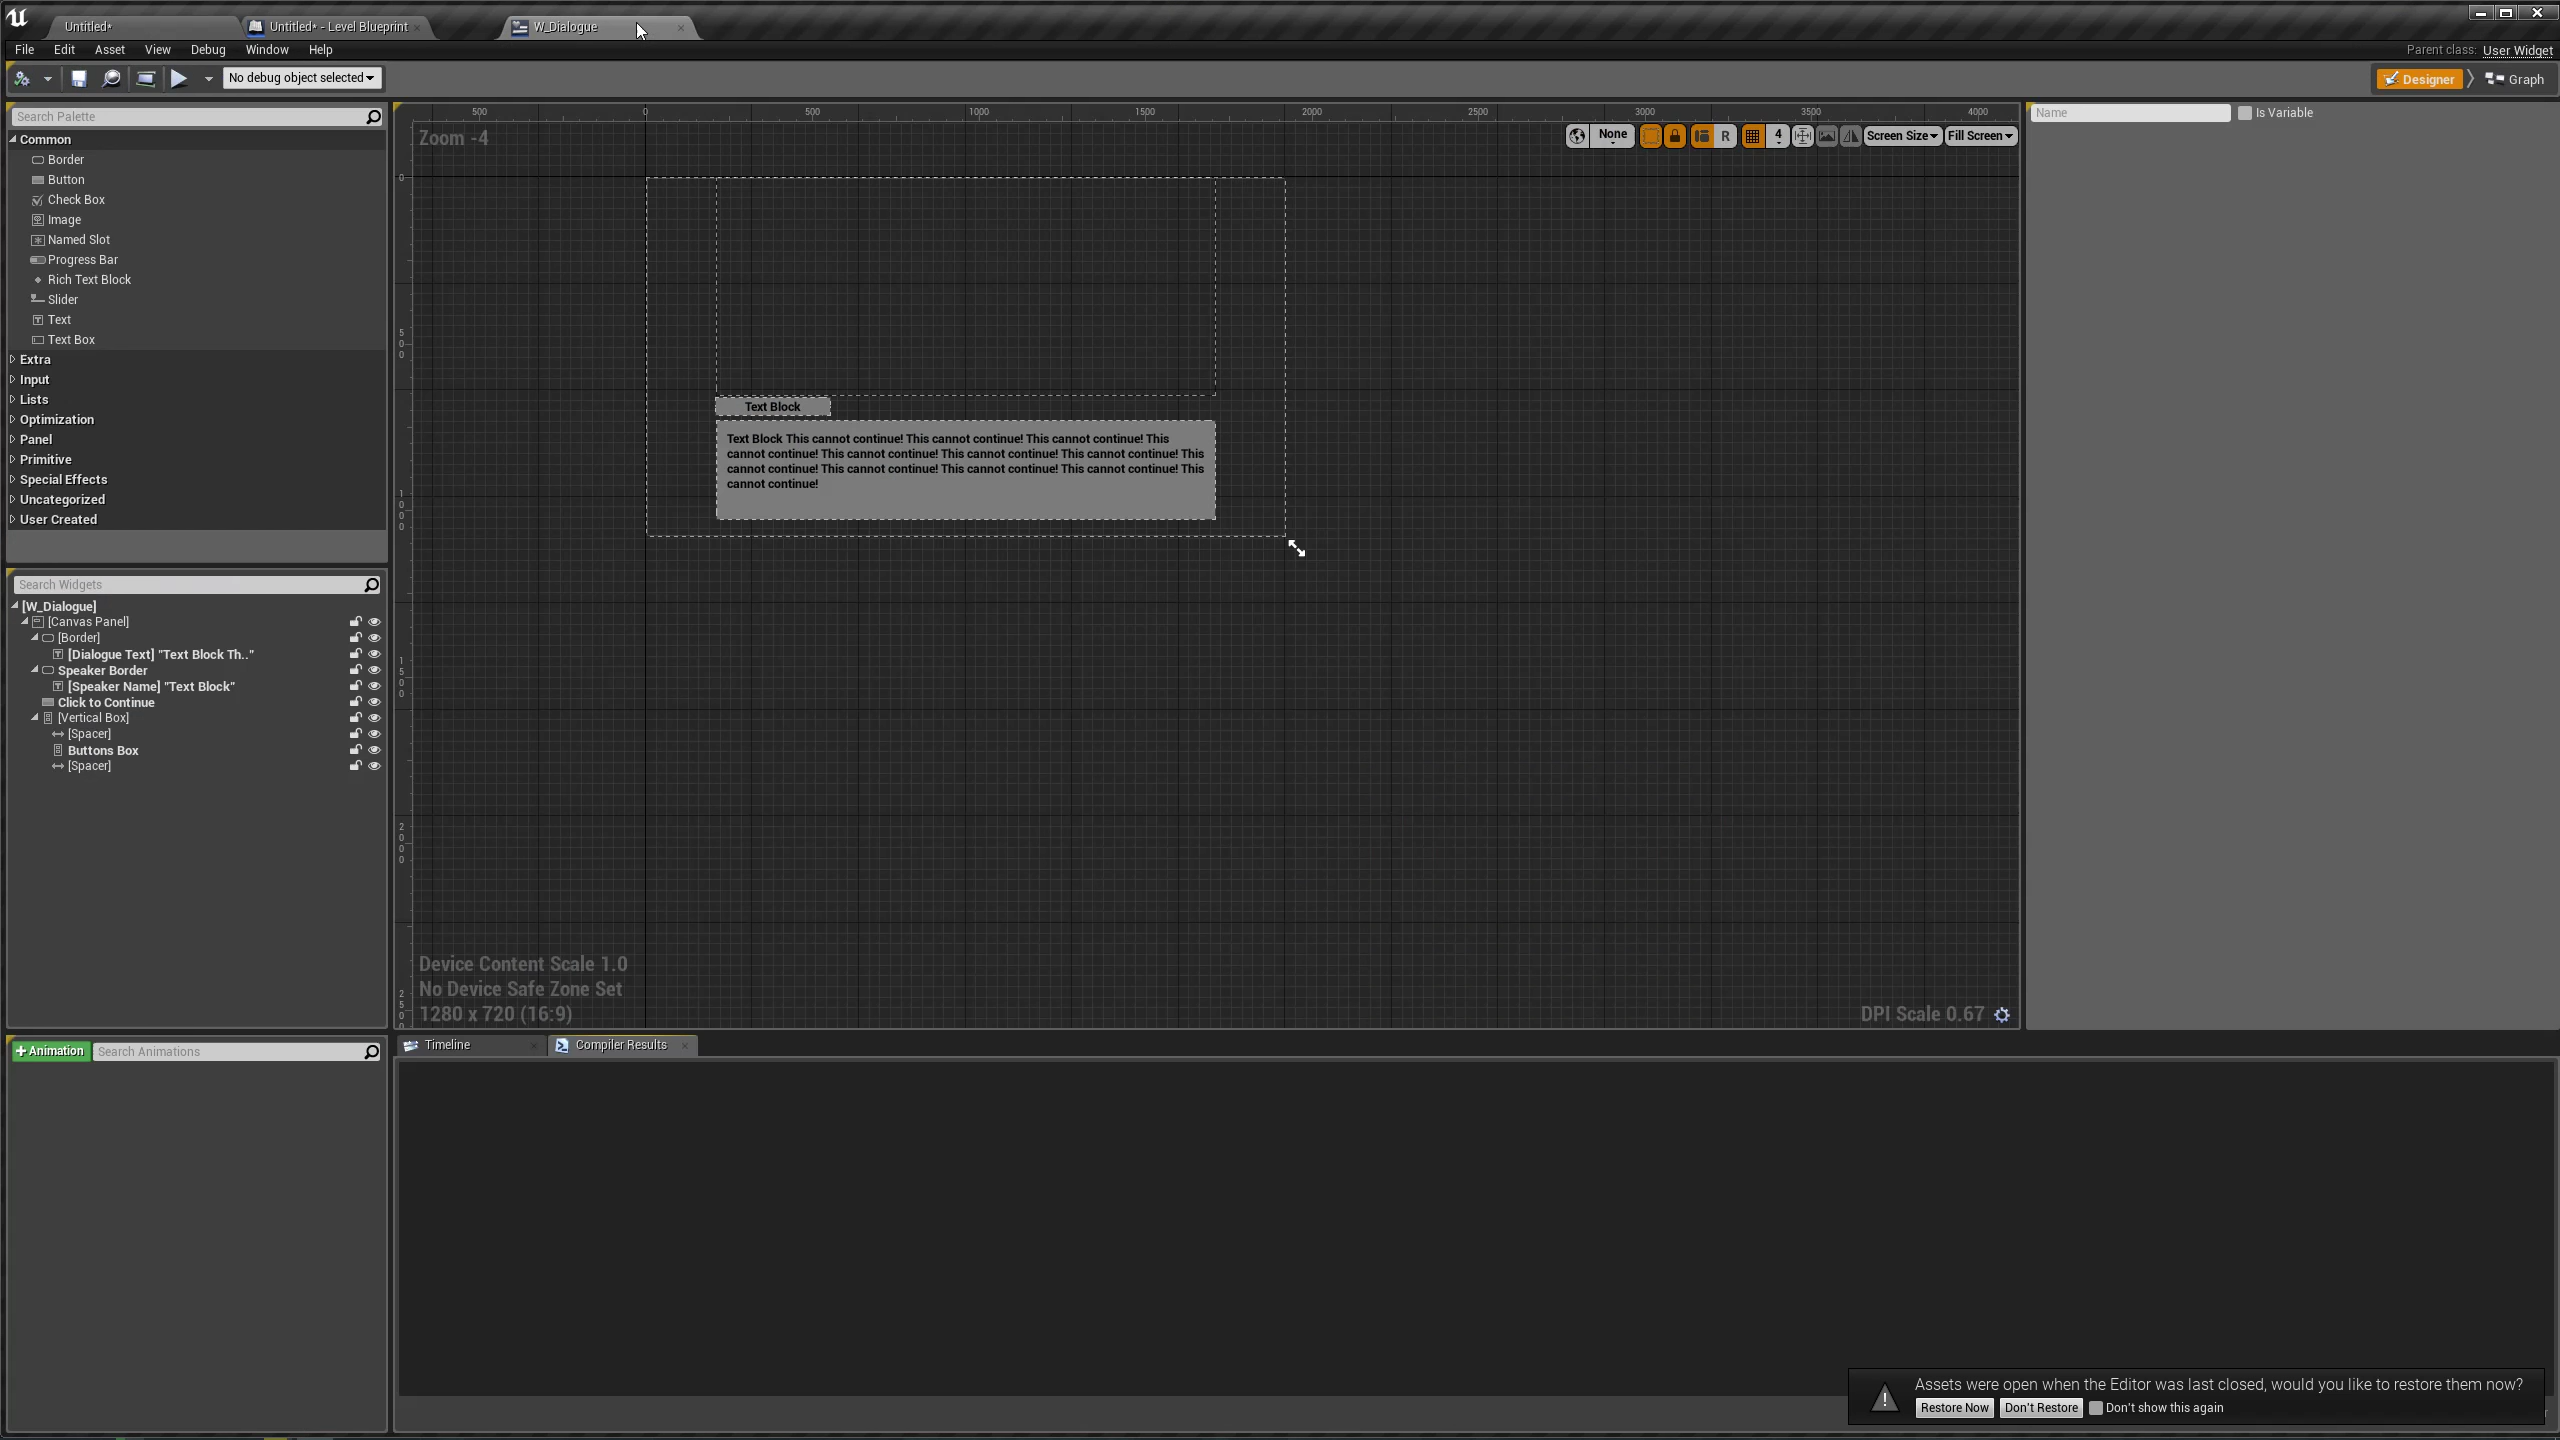 Untitled*
Untitled* - Level Blueprint
W_Dialogue
File
Edit
Asset
View
Debug
Window
Help
Parent class: User Widget
No debug object selected
Designer
Graph
Search Palette
Common
Border
Button
Check Box
Image
Named Slot
Progress Bar
Rich Text Block
Slider
Text
Text Box
Extra
Input
Lists
Optimization
Panel
Primitive
Special Effects
Uncategorized
User Created
Search Widgets
[W_Dialogue]
[Canvas Panel]
[Border]
[Dialogue Text] "Text Block Th.."
Speaker Border
[Speaker Name] "Text Block"
Click to Continue
[Vertical Box]
[Spacer]
Buttons Box
[Spacer]
+Animation
Search Animations
500 0 500 1000 1500 2000 2500 3000 3500 4000
0
500
1000
1500
2000
250
Zoom -4
None
R
4
Screen Size
Fill Screen
Text Block
Text Block This cannot continue! This cannot continue! This cannot continue! This
cannot continue! This cannot continue! This cannot continue! This cannot continue! This
cannot continue! This cannot continue! This cannot continue! This cannot continue! This
cannot continue!
Device Content Scale 1.0
No Device Safe Zone Set
1280 x 720 (16:9)
DPI Scale 0.67
Name
Is Variable
Timeline
Compiler Results
Assets were open when the Editor was last closed, would you like to restore them now?
Restore Now
Don't Restore
Don't show this again